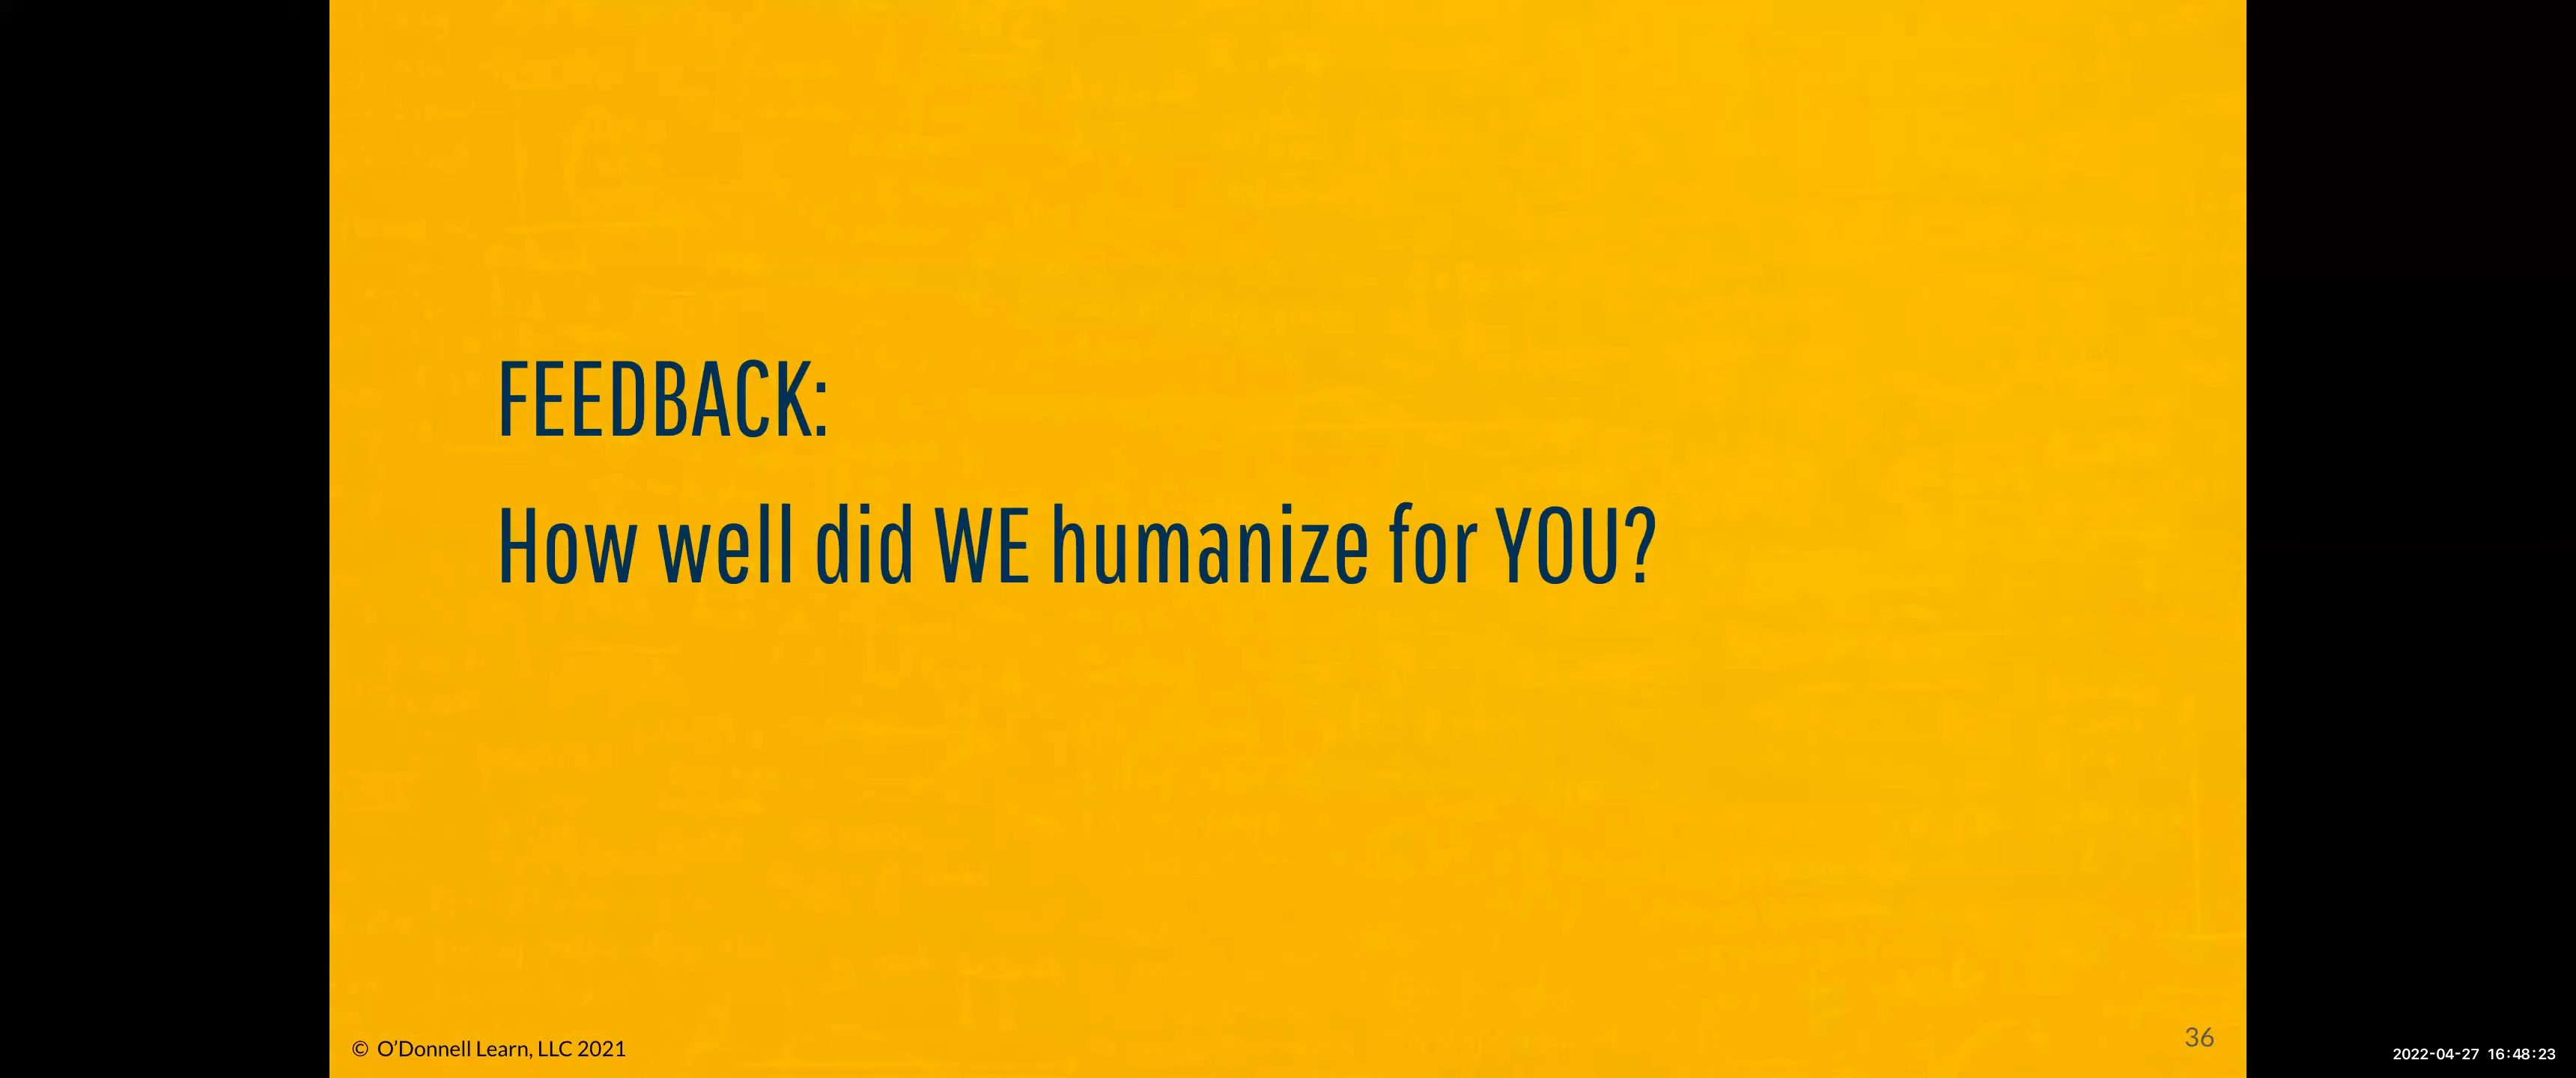 FEEDBACK:
How well did WE humanize for YOU?
© O'Donnell Learn, LLC 2021
36
2022-04-27 16:48:23